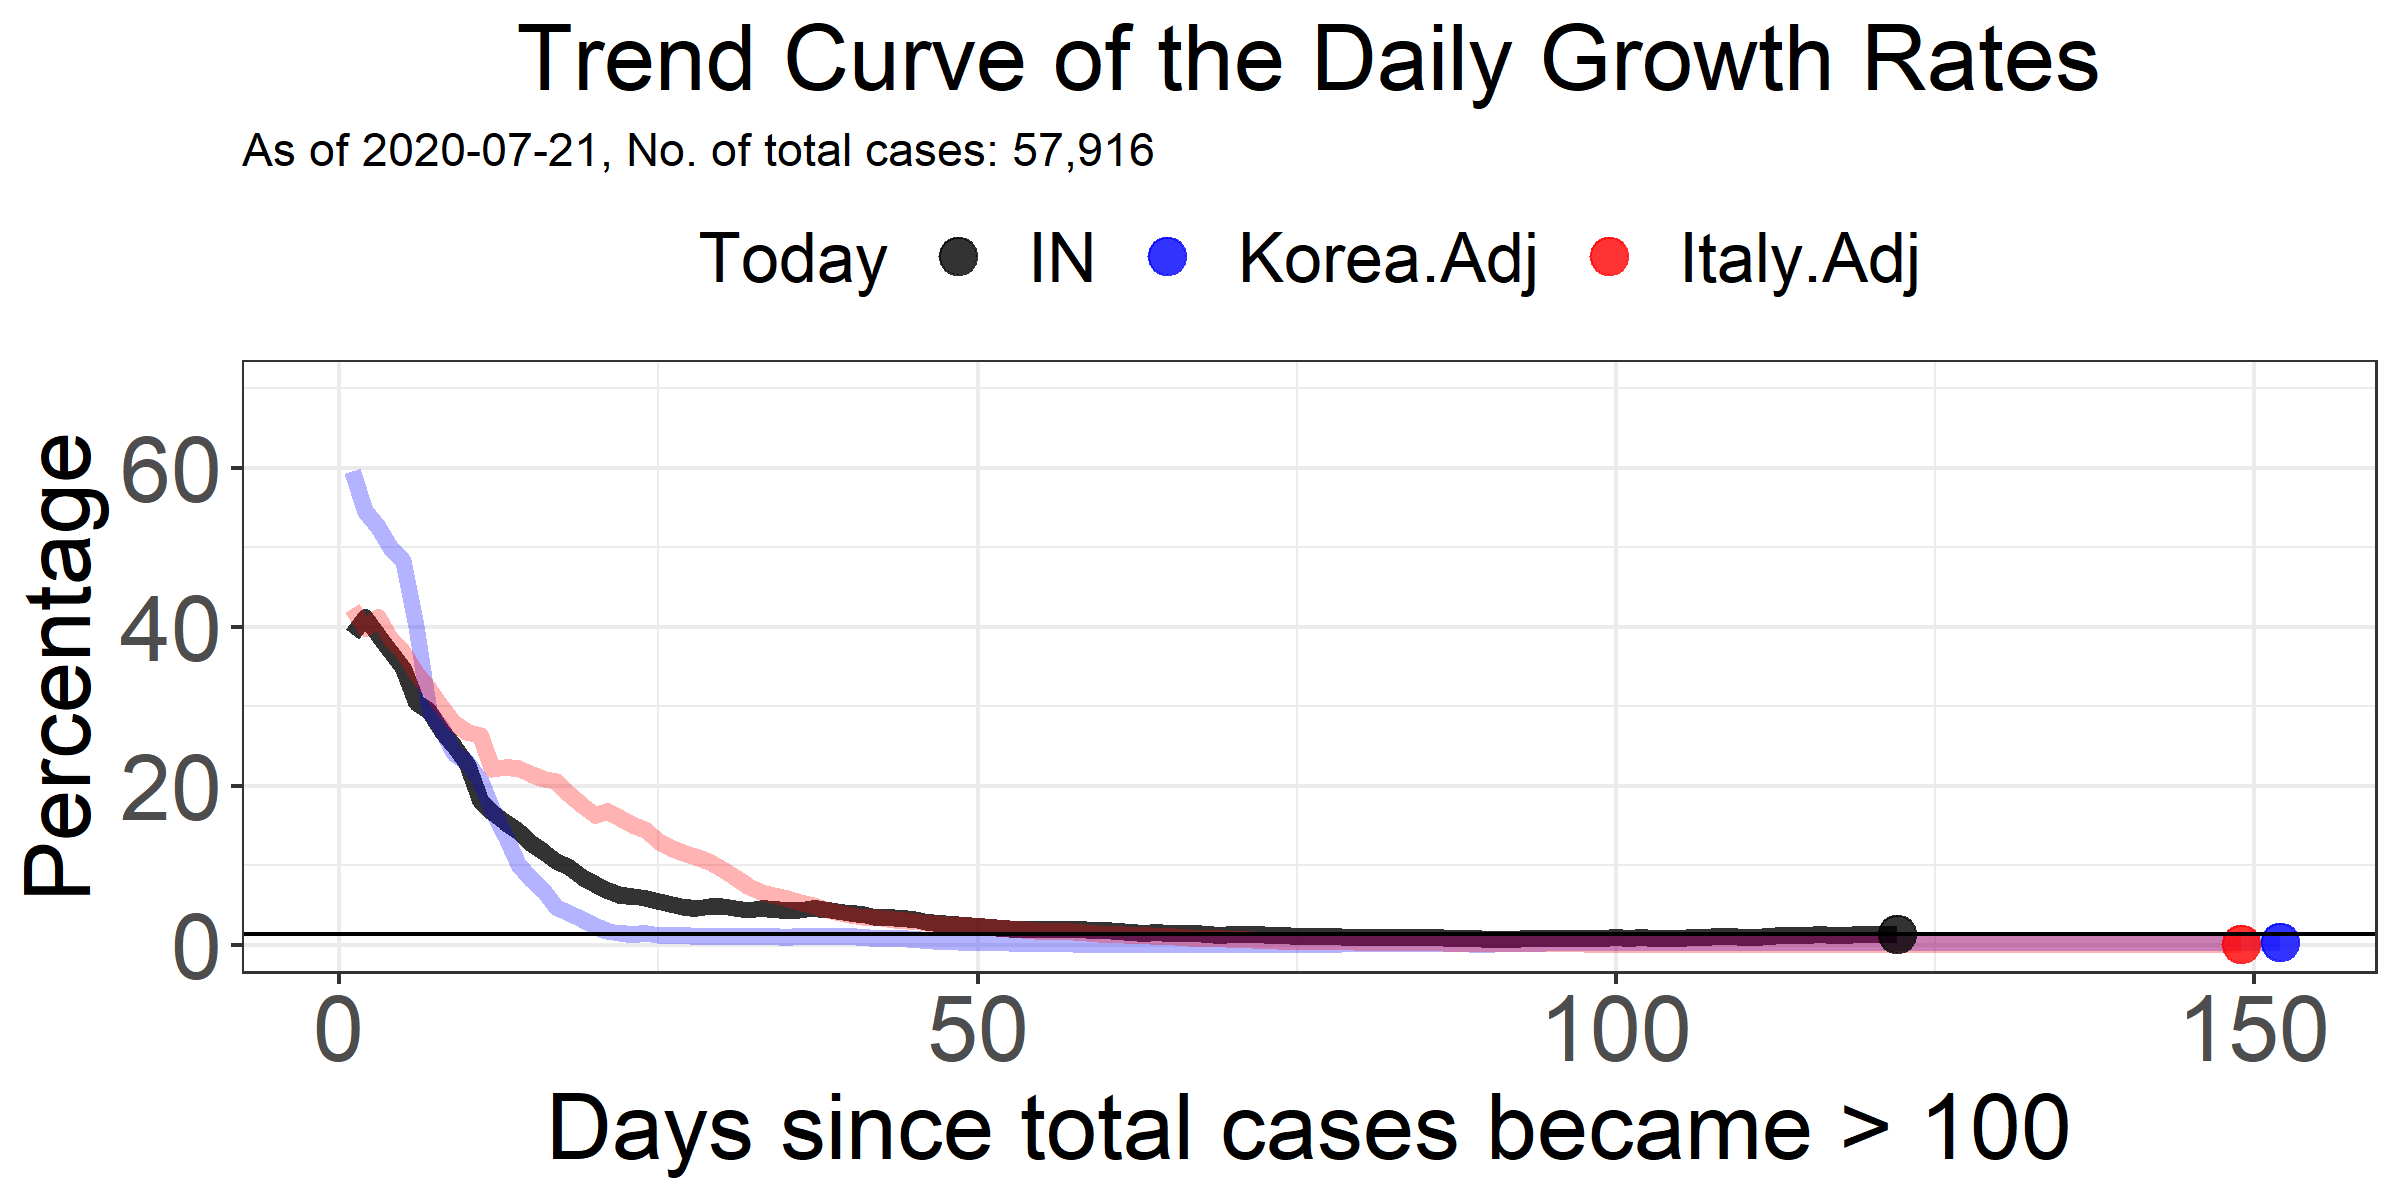 Trend Curve of the Daily Growth Rates
As of 2020-07-21, No. of total cases: 57,916
Today IN Korea.Adj Italy.Adj
Percentage
60
40
20
0
0 50 100 150
Days since total cases became > 100